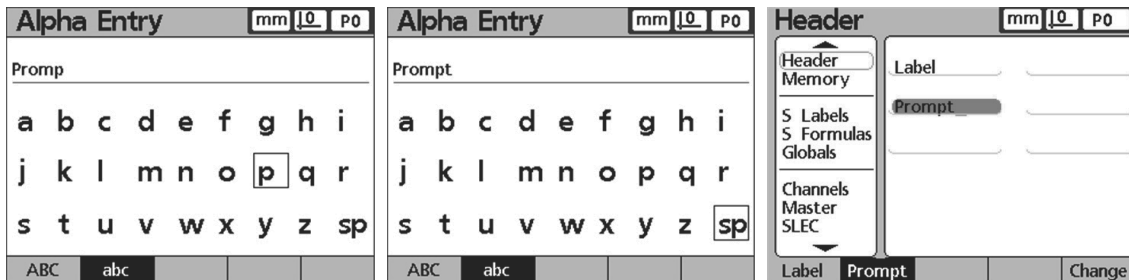 Alpha Entry mm P0
Promp
a b c d e f g h i
j k l m n o p q r
s t u v w x y z sp
ABC abc
Alpha Entry mm P0
Prompt
a b c d e f g h i
j k l m n o p q r
s t u v w x y z sp
ABC abc
Header mm P0
Header
Memory
S Labels
S Formulas
Globals
Channels
Master
SLEC
Label
Prompt_
Label Prompt Change